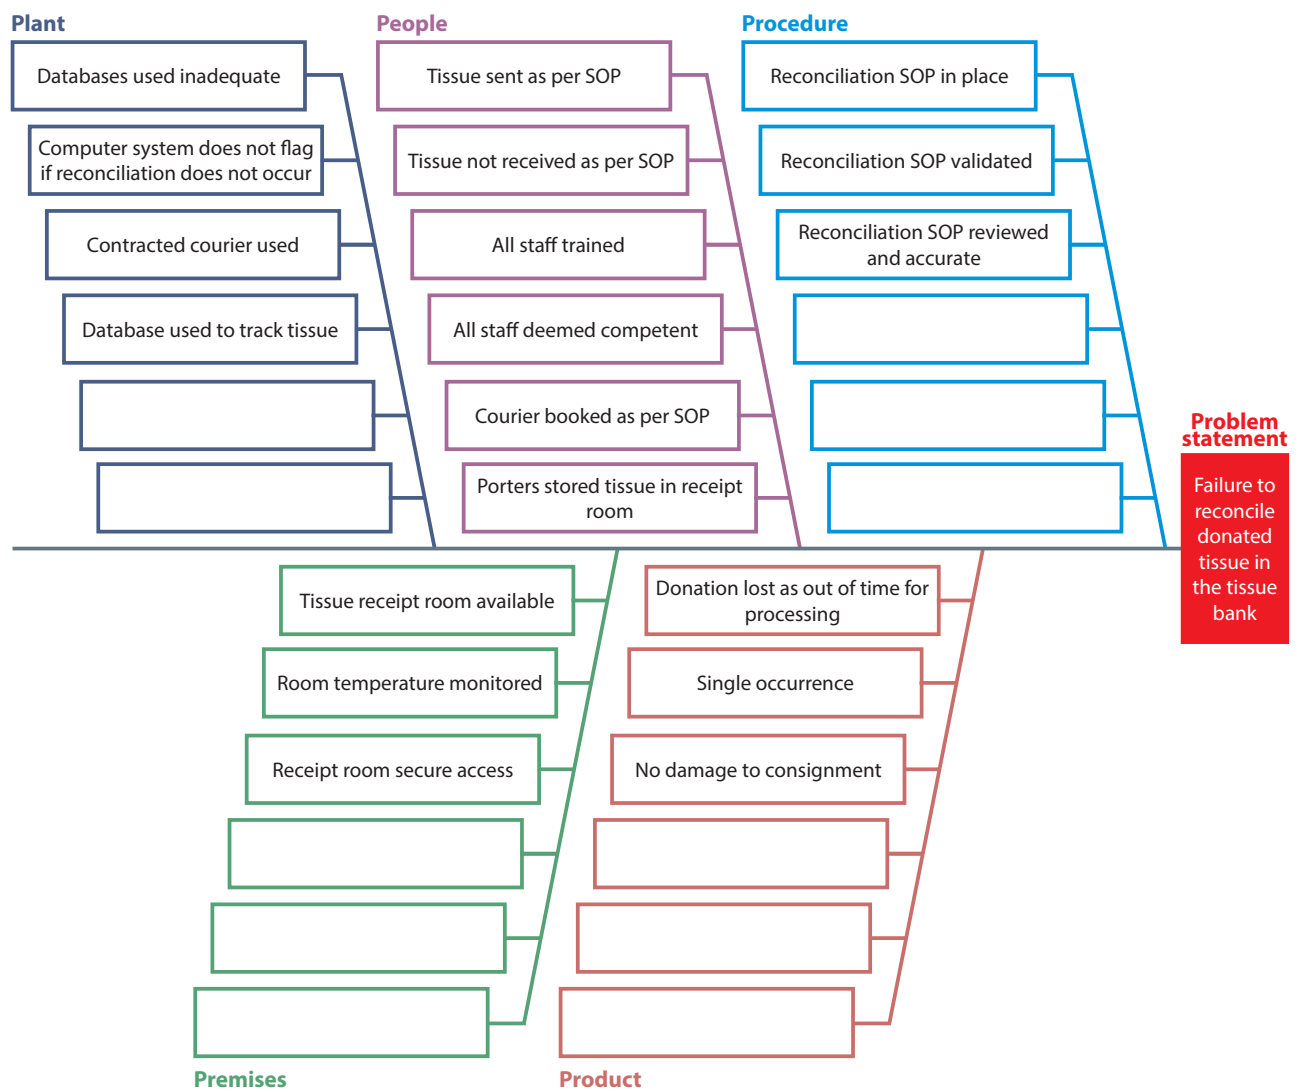 Plant
Databases used inadequate
Computer system does not flag
if reconciliation does not occur
Contracted courier used
Database used to track tissue
People
Tissue sent as per SOP
Tissue not received as per SOP
All staff trained
All staff deemed competent
Courier booked as per SOP
Porters stored tissue in receipt
room
Procedure
Reconciliation SOP in place
Reconciliation SOP validated
Reconciliation SOP reviewed
and accurate
Problem
statement
Failure to
reconcile
donated
tissue in
the tissue
bank
Tissue receipt room available
Room temperature monitored
Receipt room secure access
Premises
Donation lost as out of time for
processing
Single occurrence
No damage to consignment
Product